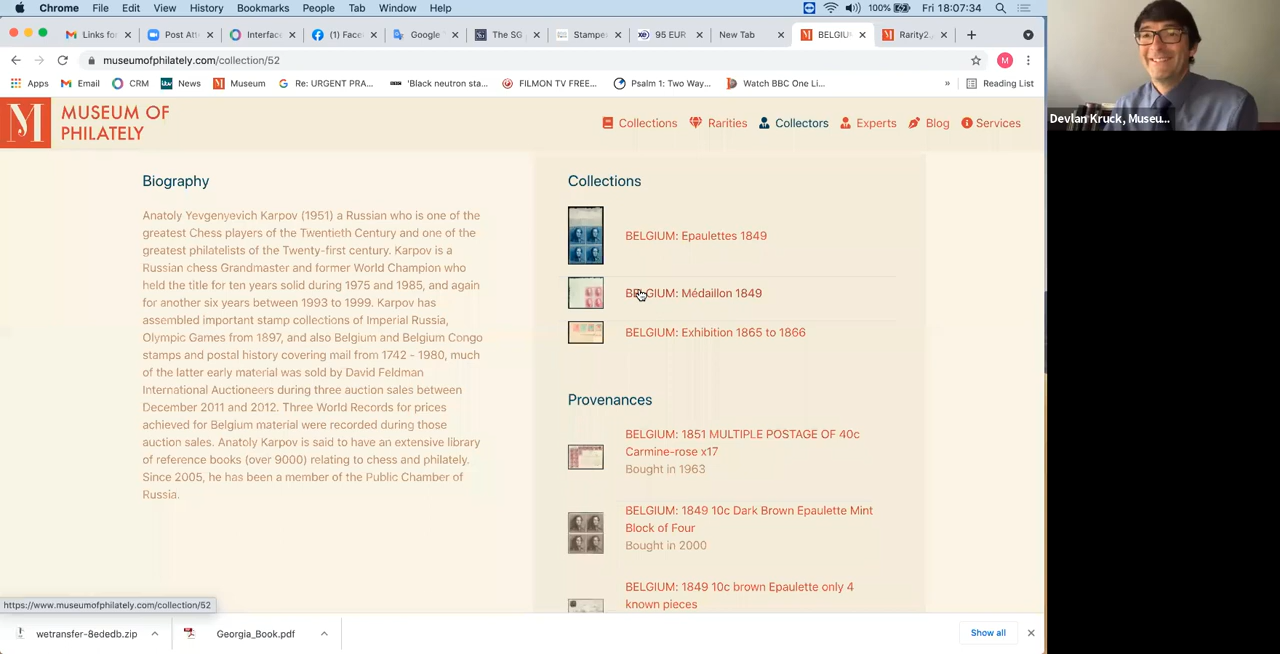 Chrome File Edit View History Bookmarks People Tab Window Help 100% Fri 18:07:34
Links for Post Att Interface (1) Face Google The SG Stampe 95 EUR New Tab BELGIU Rarity2.
museumofphilately.com/collection/52 M
Apps Email CRM News Museum Re: URGENT PRA... 'Black neutron sta... FILMON TV FREE... Psalm 1: Two Way... Watch BBC One Li... » Reading List
M MUSEUM OF
PHILATELY
Collections Rarities Collectors Experts Blog Services
Biography
Anatoly Yevgenyevich Karpov (1951) a Russian who is one of the
greatest Chess players of the Twentieth Century and one of the
greatest philatelists of the Twenty-first century. Karpov is a
Russian chess Grandmaster and former World Champion who
held the title for ten years solid during 1975 and 1985, and again
for another six years between 1993 to 1999. Karpov has
assembled important stamp collections of Imperial Russia,
Olympic Games from 1897, and also Belgium and Belgium Congo
stamps and postal history covering mail from 1742 - 1980, much
of the latter early material was sold by David Feldman
International Auctioneers during three auction sales between
December 2011 and 2012. Three World Records for prices
achieved for Belgium material were recorded during those
auction sales. Anatoly Karpov is said to have an extensive library
of reference books (over 9000) relating to chess and philately.
Since 2005, he has been a member of the Public Chamber of
Russia.
Collections
BELGIUM: Epaulettes 1849
BELGIUM: Médaillon 1849
BELGIUM: Exhibition 1865 to 1866
Provenances
BELGIUM: 1851 MULTIPLE POSTAGE OF 40c
Carmine-rose x17
Bought in 1963
BELGIUM: 1849 10c Dark Brown Epaulette Mint
Block of Four
Bought in 2000
BELGIUM: 1849 10c brown Epaulette only 4
known pieces
https://www.museumofphilately.com/collection/52
wetransfer-8ededb.zip Georgia_Book.pdf Show all
Devlan Kruck, Museu...